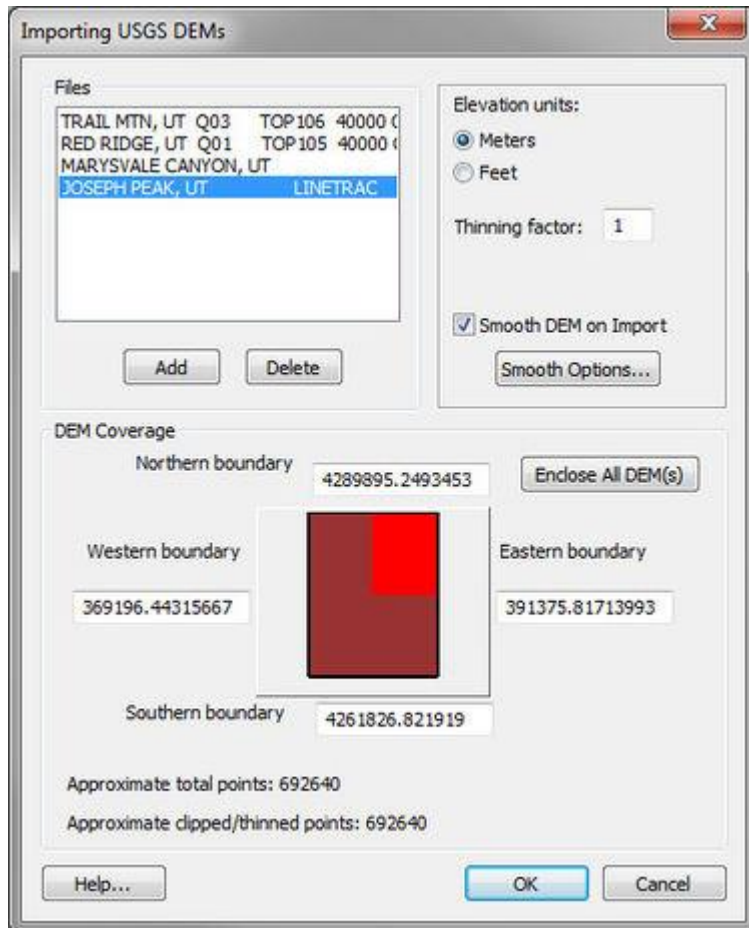 Importing USGS DEMs
Files
TRAIL MTN, UT Q03 TOP106 40000
RED RIDGE, UT Q01 TOP105 40000
MARYSVALE CANYON, UT
JOSEPH PEAK, UT LINETRAC
Add
Delete
Elevation units:
Meters
Feet
Thinning factor: 1
Smooth DEM on Import
Smooth Options...
DEM Coverage
Northern boundary
4289895.2493453
Enclose All DEM(s)
Western boundary
369196.44315667
Eastern boundary
391375.81713993
Southern boundary
4261826.821919
Approximate total points: 692640
Approximate clipped/thinned points: 692640
Help...
OK
Cancel